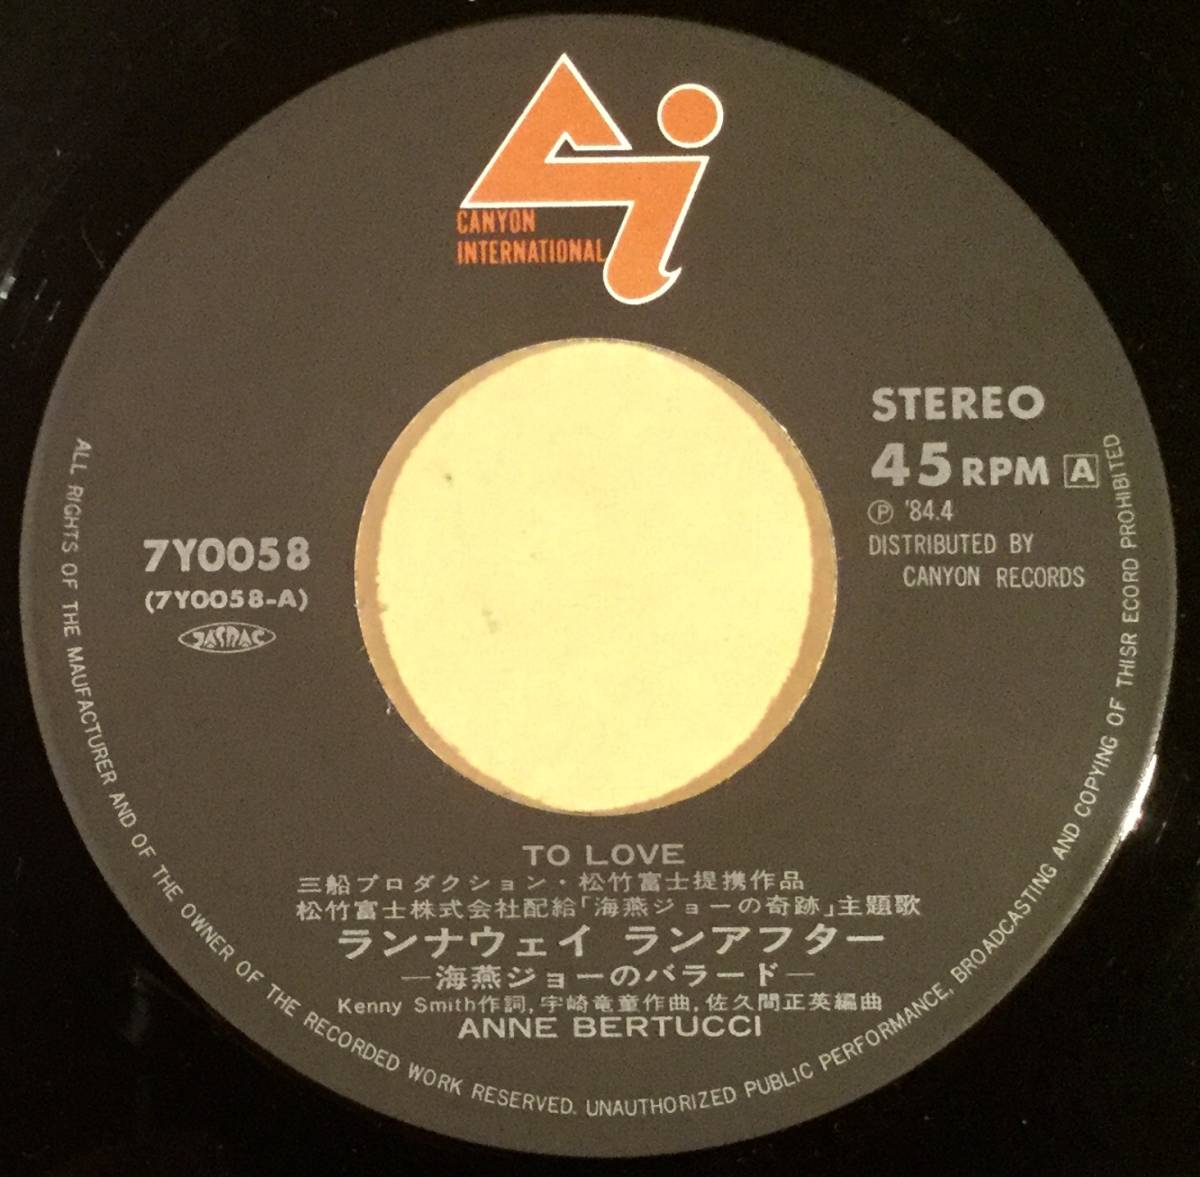 CANYON
INTERNATIONAL
STEREO
45 RPM A
Ⓟ '84.4
DISTRIBUTED BY
CANYON RECORDS
7Y0058
(7Y0058-A)
JASRAC
TO LOVE
三船プロダクション・松竹富士提携作品
松竹富士株式会社配給「海燕ジョーの奇跡」主題歌
ランナウェイ ランアフター
—海燕ジョーのバラード—
Kenny Smith作詞, 宇崎竜童作曲, 佐久間正英編曲
ANNE BERTUCCI
ALL RIGHTS OF THE MAUFACTURER AND OF THE OWNER OF THE RECORDED WORK RESERVED. UNAUTHORIZED PUBLIC PERFORMANCE, BROADCASTING AND COPYING OF THISR ECORD PROHIBITED